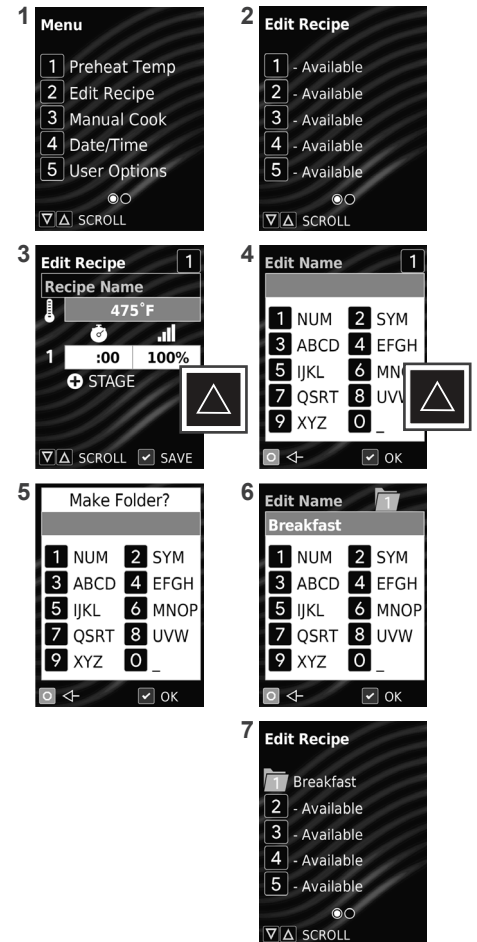 1
Menu
1 Preheat Temp
2 Edit Recipe
3 Manual Cook
4 Date/Time
5 User Options
SCROLL
2
Edit Recipe
1 - Available
2 - Available
3 - Available
4 - Available
5 - Available
SCROLL
3
Edit Recipe 1
Recipe Name
475°F
1 :00 100%
STAGE
SCROLL SAVE
4
Edit Name 1
1 NUM 2 SYM
3 ABCD 4 EFGH
5 IJKL 6
7 QSRT 8
9 XYZ 0 _
OK
5
Make Folder?
1 NUM 2 SYM
3 ABCD 4 EFGH
5 IJKL 6 MNOP
7 QSRT 8 UVW
9 XYZ 0 _
OK
6
Edit Name 1
Breakfast
1 NUM 2 SYM
3 ABCD 4 EFGH
5 IJKL 6 MNOP
7 QSRT 8 UVW
9 XYZ 0 _
OK
7
Edit Recipe
1 Breakfast
2 - Available
3 - Available
4 - Available
5 - Available
SCROLL